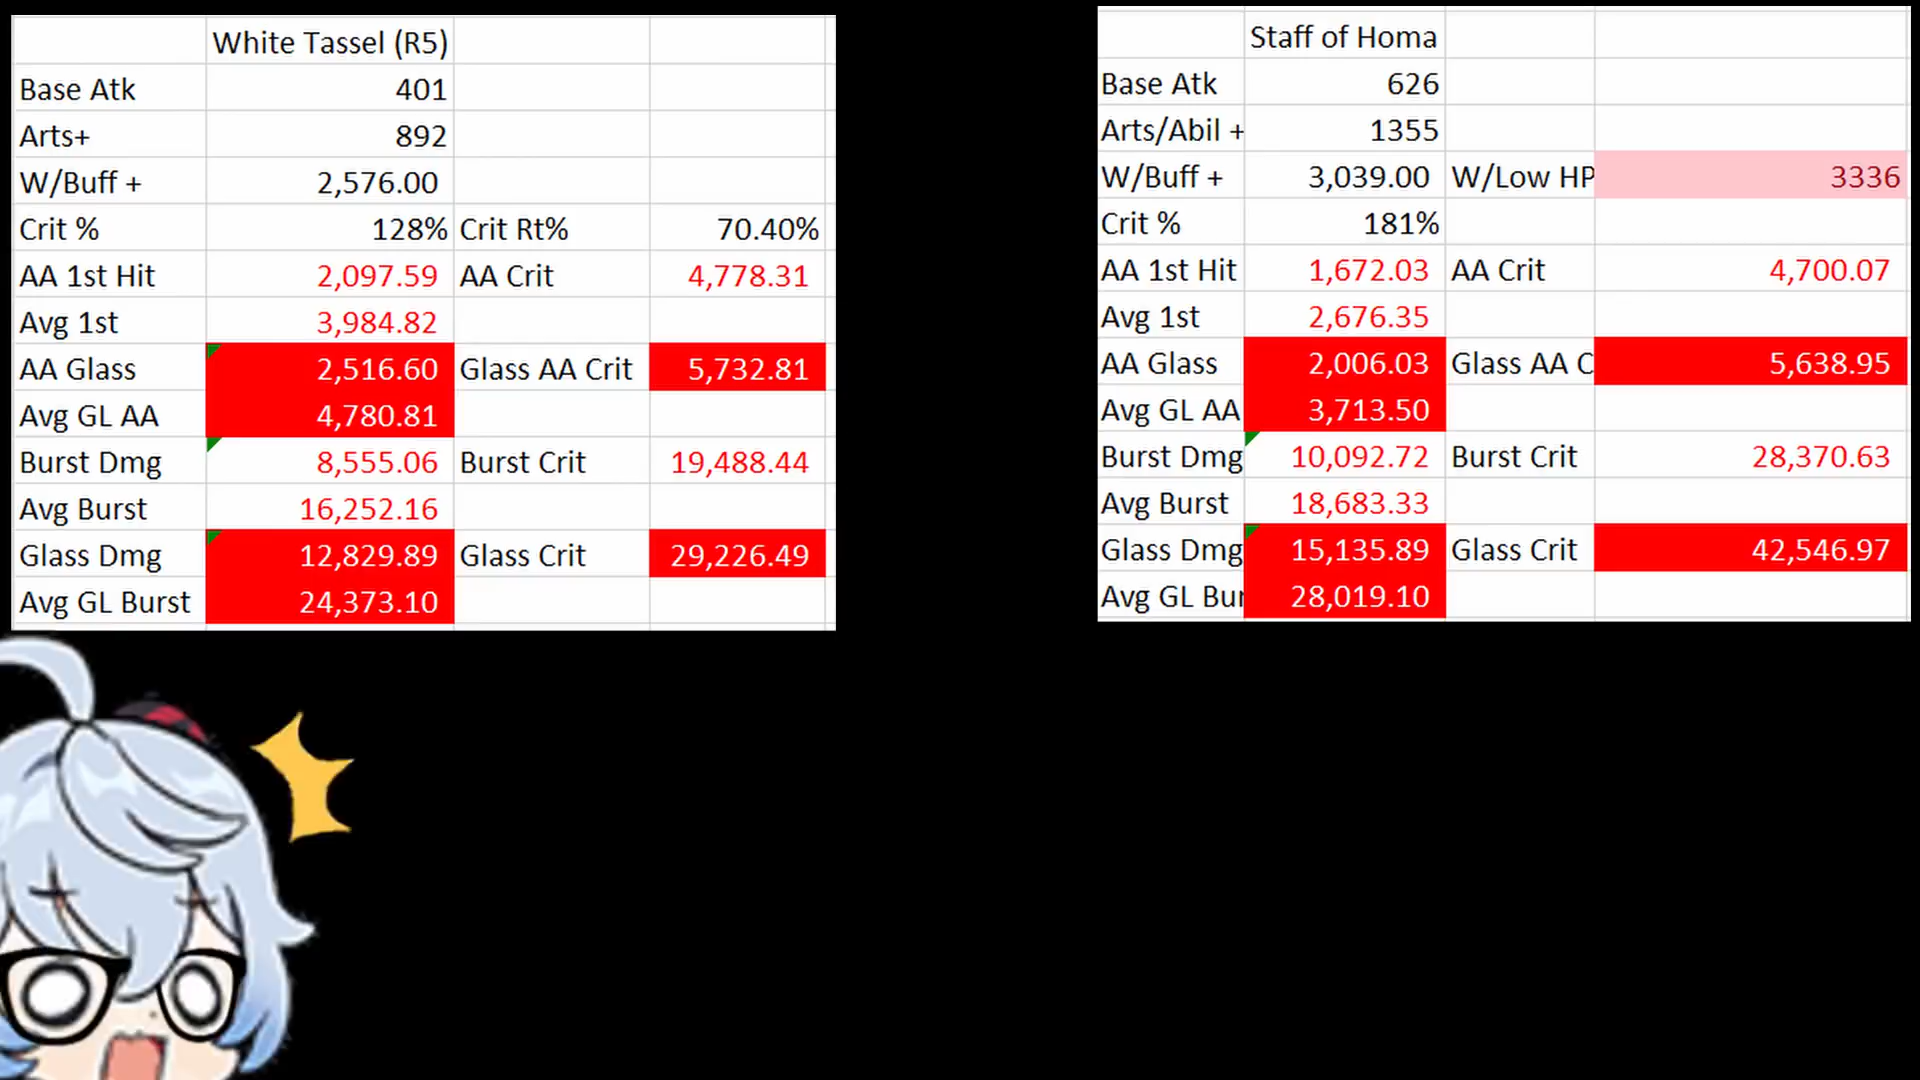 White Tassel (R5)
Base Atk 401
Arts+ 892
W/Buff + 2,576.00
Crit % 128% Crit Rt% 70.40%
AA 1st Hit 2,097.59 AA Crit 4,778.31
Avg 1st 3,984.82
AA Glass 2,516.60 Glass AA Crit 5,732.81
Avg GL AA 4,780.81
Burst Dmg 8,555.06 Burst Crit 19,488.44
Avg Burst 16,252.16
Glass Dmg 12,829.89 Glass Crit 29,226.49
Avg GL Burst 24,373.10
Staff of Homa
Base Atk 626
Arts/Abil + 1355
W/Buff + 3,039.00 W/Low HP 3336
Crit % 181%
AA 1st Hit 1,672.03 AA Crit 4,700.07
Avg 1st 2,676.35
AA Glass 2,006.03 Glass AA C 5,638.95
Avg GL AA 3,713.50
Burst Dmg 10,092.72 Burst Crit 28,370.63
Avg Burst 18,683.33
Glass Dmg 15,135.89 Glass Crit 42,546.97
Avg GL Bur 28,019.10